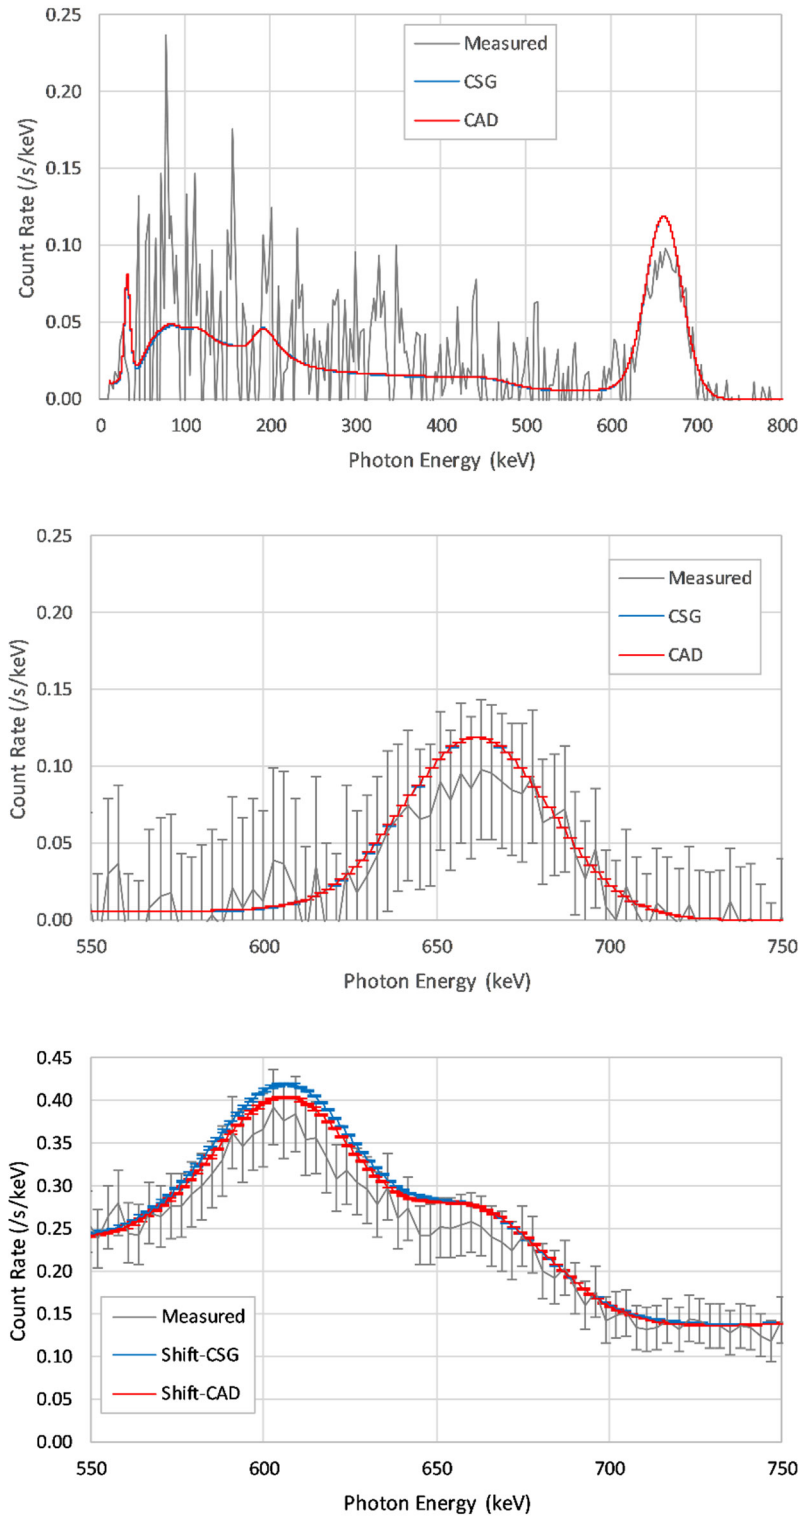 0.25
0.20
0.15
0.10
0.05
0.00
Count Rate (/s/keV)
Measured
CSG
CAD
0 100 200 300 400 500 600 700 800
Photon Energy (keV)
0.25
0.20
0.15
0.10
0.05
0.00
Count Rate (/s/keV)
Measured
CSG
CAD
550 600 650 700 750
Photon Energy (keV)
0.45
0.40
0.35
0.30
0.25
0.20
0.15
0.10
0.05
0.00
Count Rate (/s/keV)
Measured
Shift-CSG
Shift-CAD
550 600 650 700 750
Photon Energy (keV)